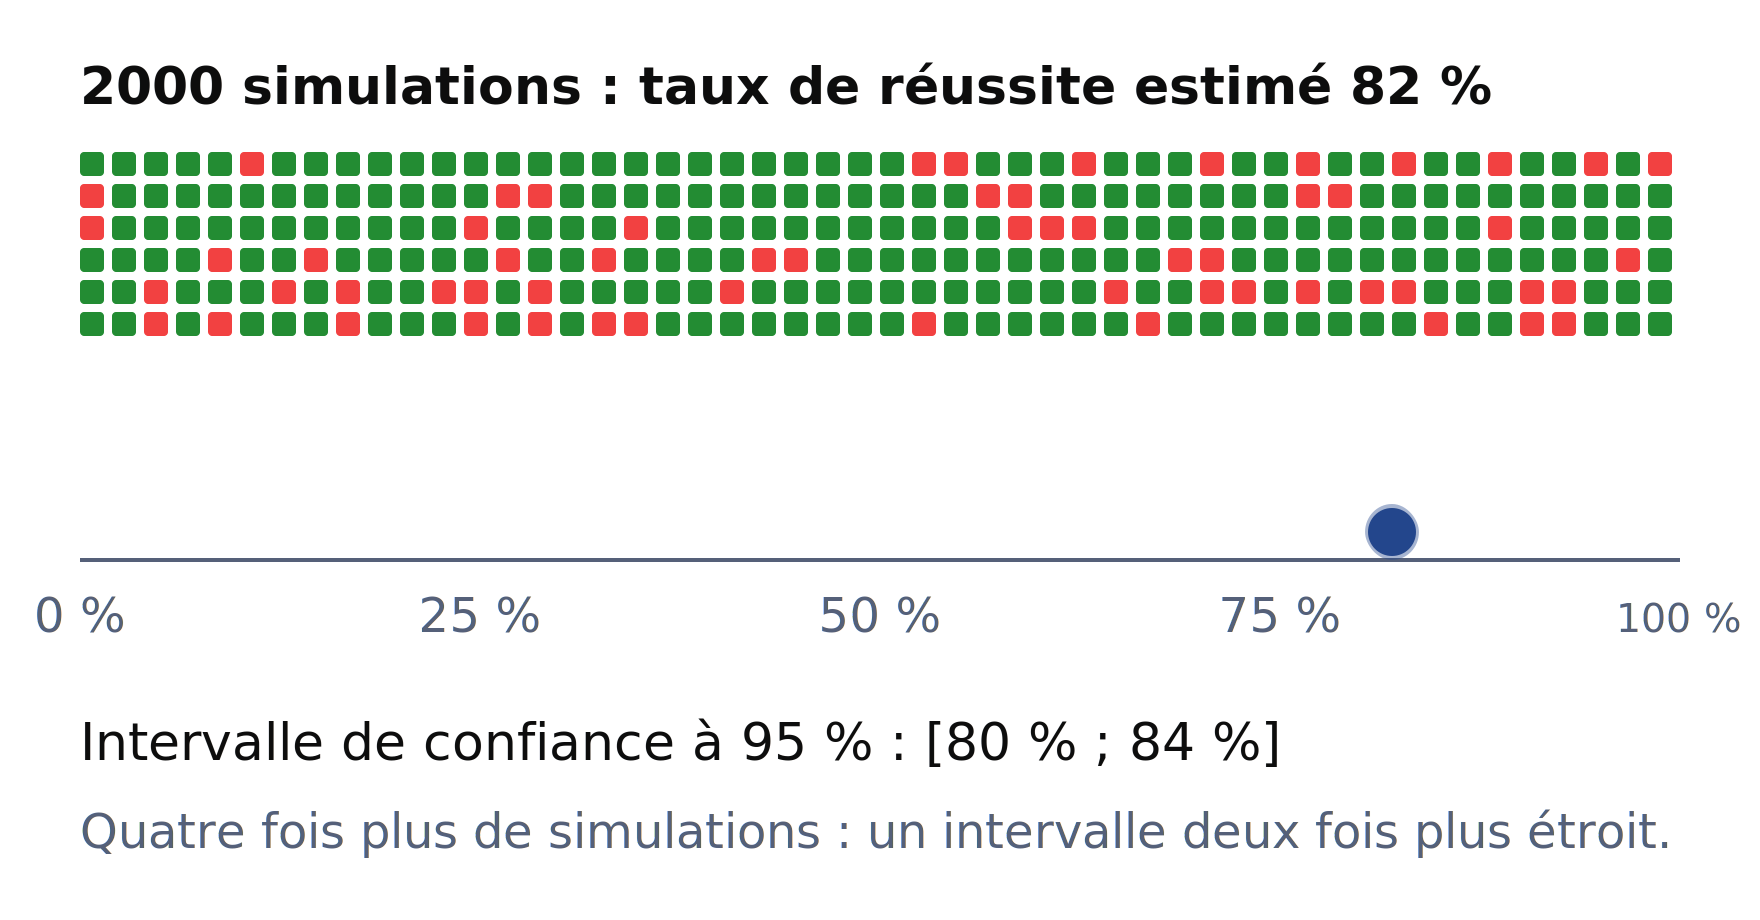 2000 simulations : taux de réussite estimé 82 %
0 % 25 % 50 % 75 % 100 %
Intervalle de confiance à 95 % : [80 % ; 84 %]
Quatre fois plus de simulations : un intervalle deux fois plus étroit.